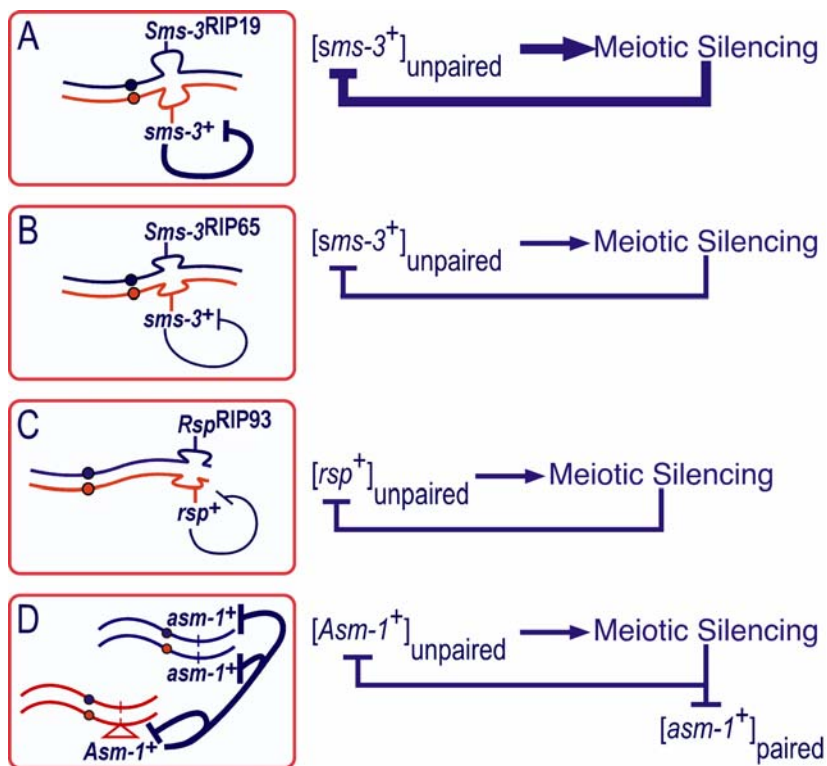 A
Sms-3RIP19
sms-3+
[sms-3+]unpaired
Meiotic Silencing
B
Sms-3RIP65
sms-3+
[sms-3+]unpaired
Meiotic Silencing
C
RspRIP93
rsp+
[rsp+]unpaired
Meiotic Silencing
D
asm-1+
asm-1+
Asm-1+
[Asm-1+]unpaired
Meiotic Silencing
[asm-1+]paired